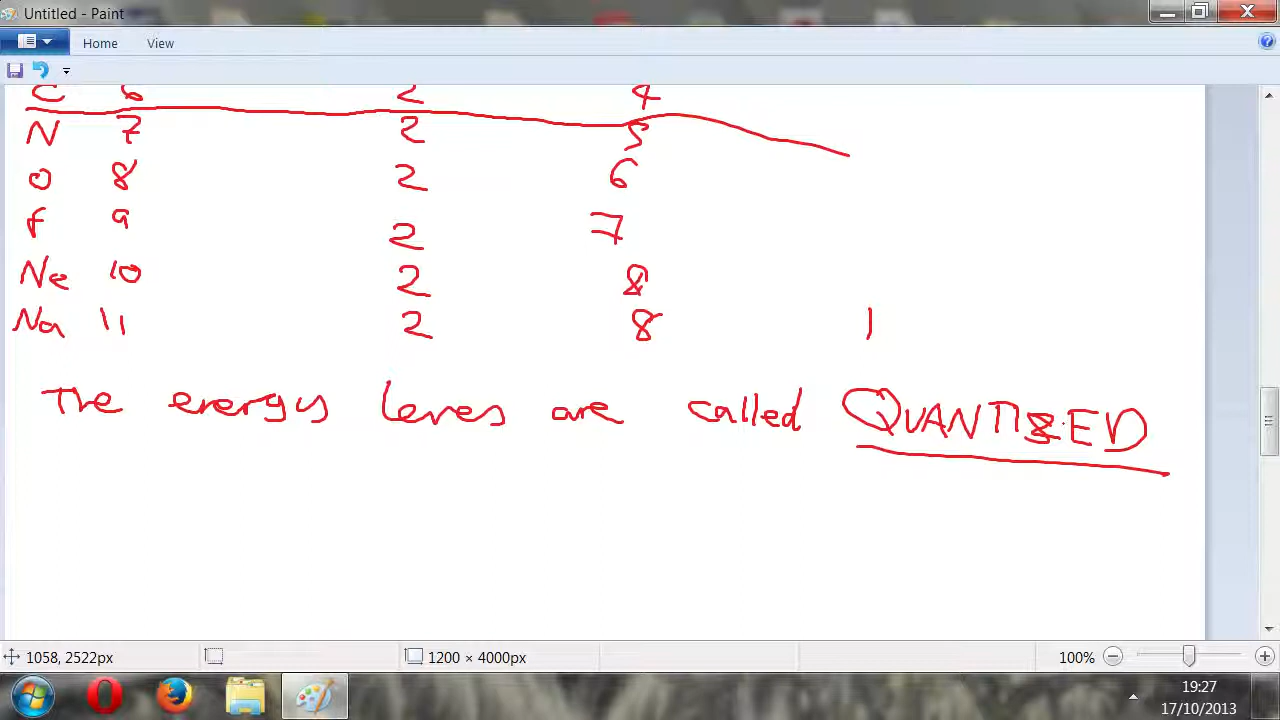 Untitled - Paint
Home View
C 6 2 4
N 7 2 5
O 8 2 6
F 9 2 7
Ne 10 2 8
Na 11 2 8 1
The energy leves are called QUANTIZED
1058, 2522px 1200 × 4000px 100%
19:27
17/10/2013